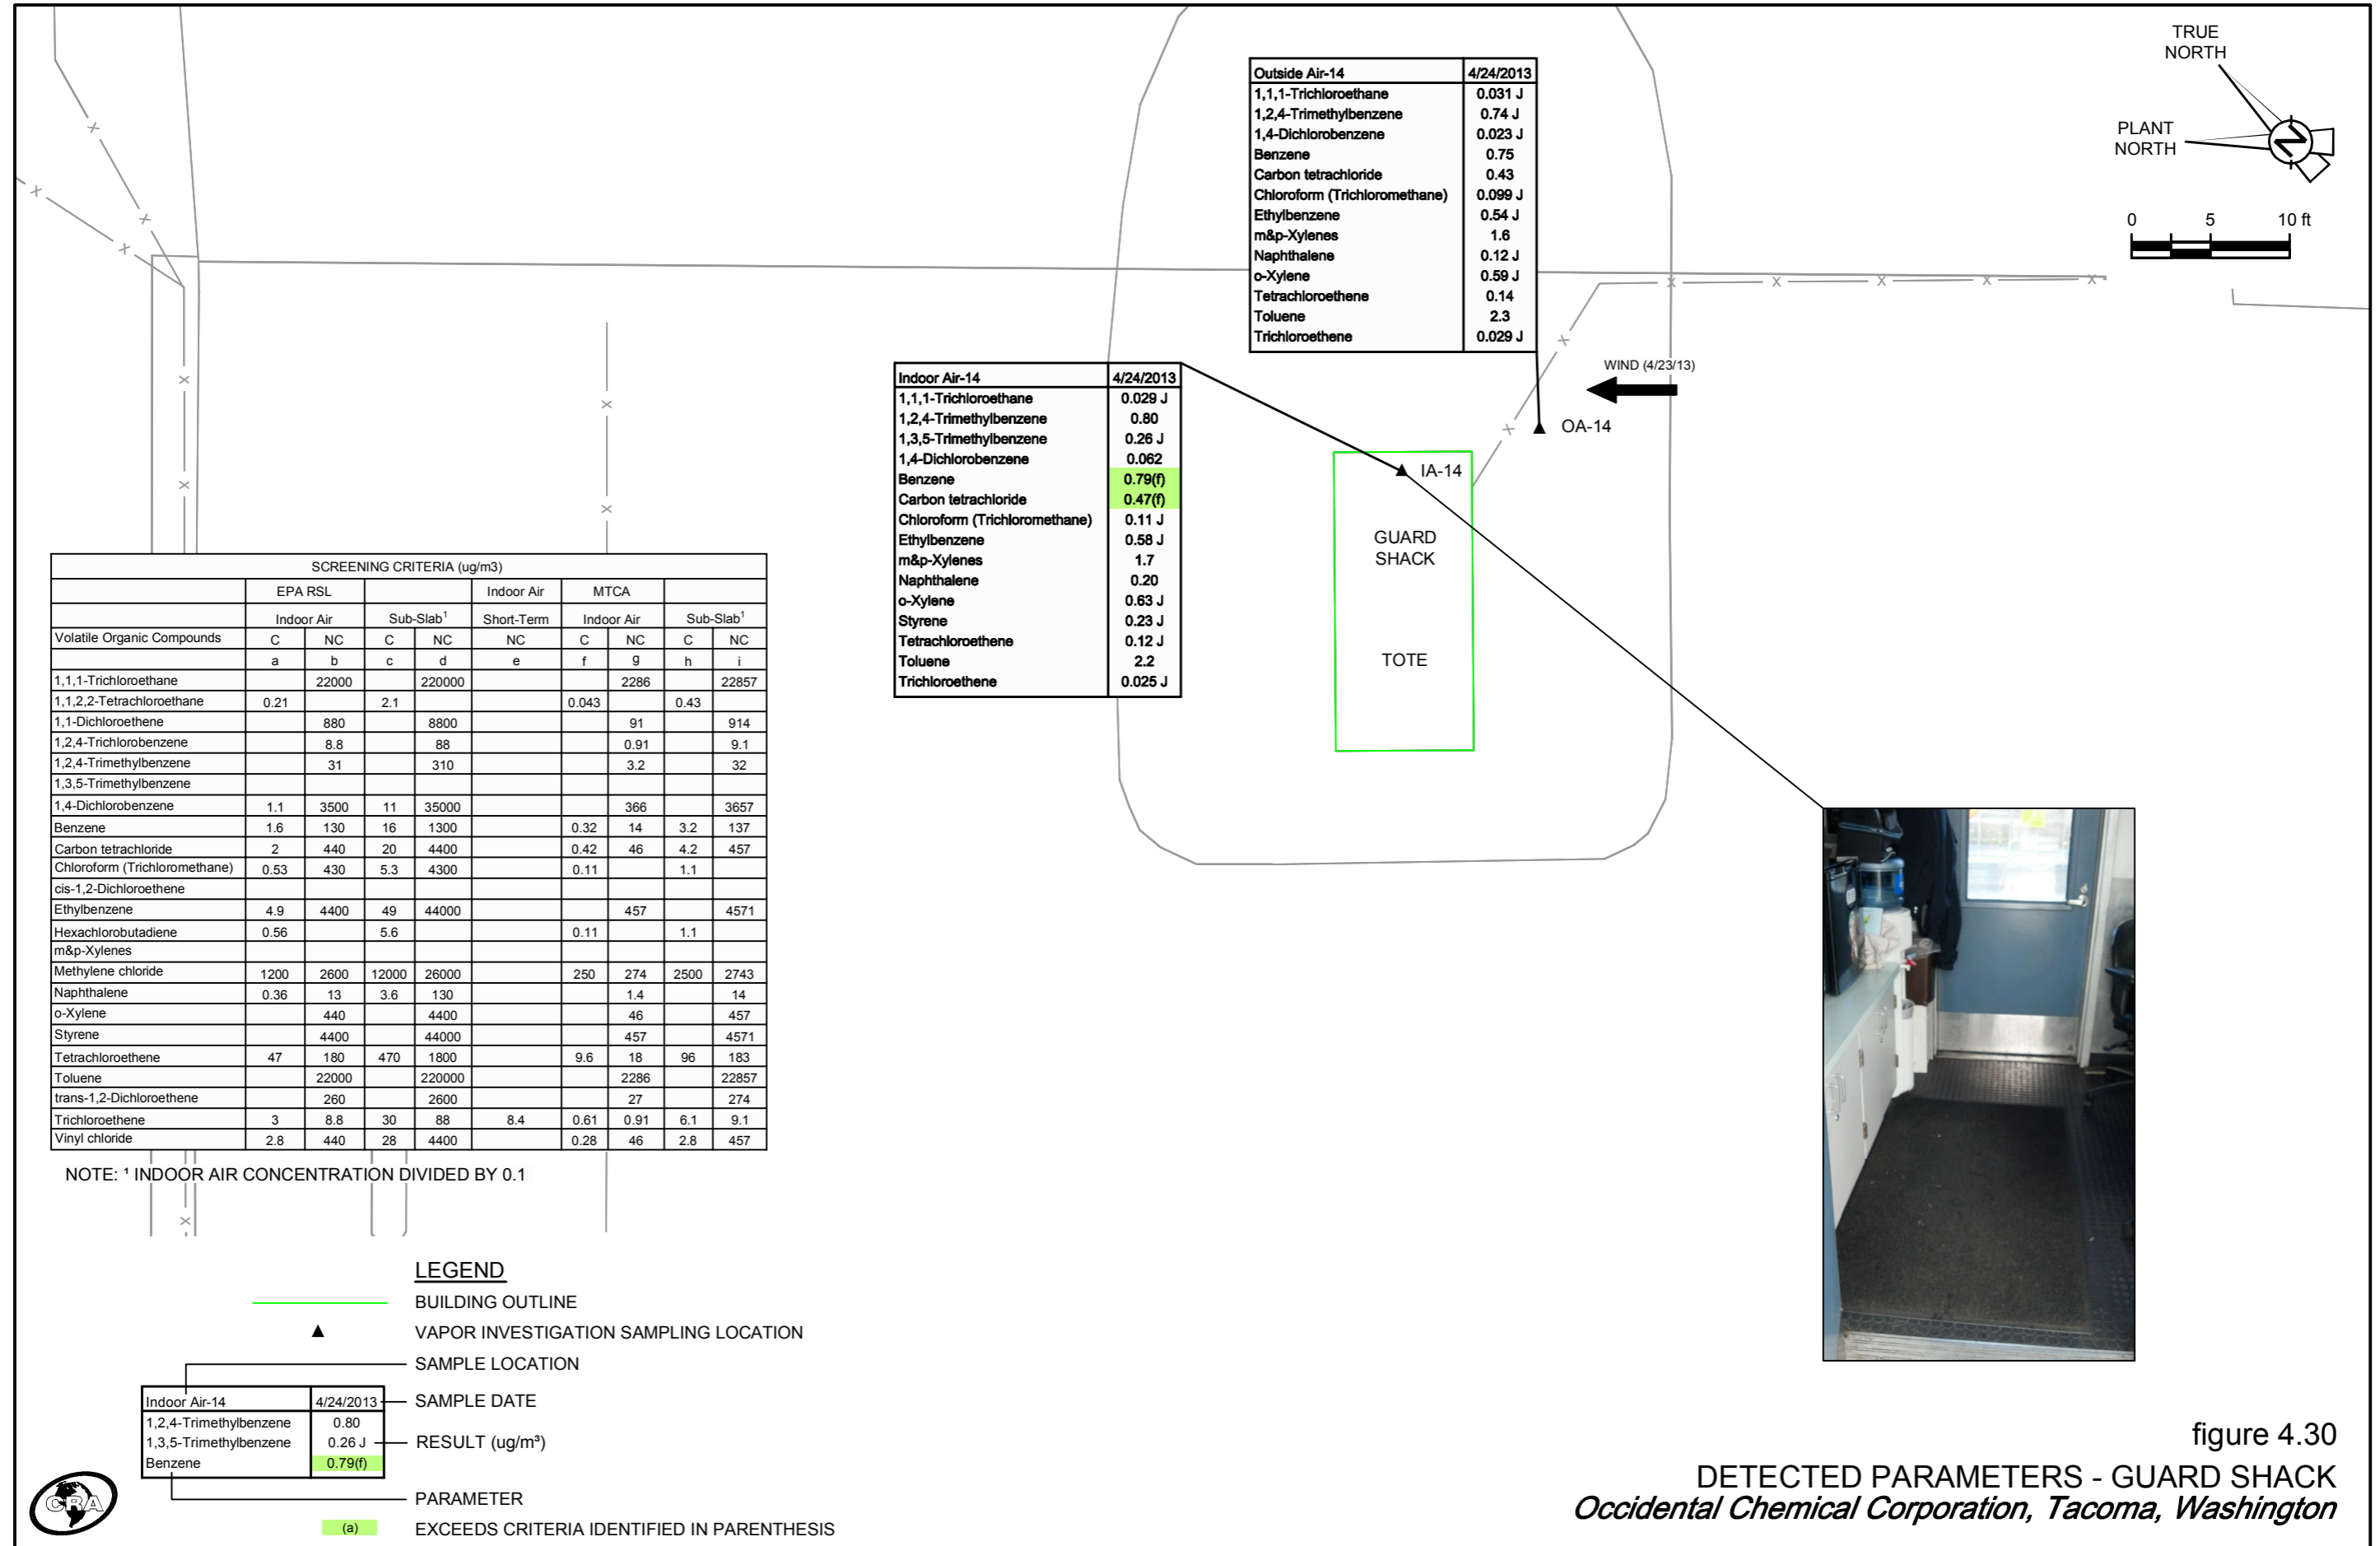 TRUE
NORTH
PLANT
NORTH
N
0 5 10 ft
Outside Air-14 4/24/2013
1,1,1-Trichloroethane 0.031 J
1,2,4-Trimethylbenzene 0.74 J
1,4-Dichlorobenzene 0.023 J
Benzene 0.75
Carbon tetrachloride 0.43
Chloroform (Trichloromethane) 0.099 J
Ethylbenzene 0.54 J
m&p-Xylenes 1.6
Naphthalene 0.12 J
o-Xylene 0.59 J
Tetrachloroethene 0.14
Toluene 2.3
Trichloroethene 0.029 J
WIND (4/23/13)
OA-14
Indoor Air-14 4/24/2013
1,1,1-Trichloroethane 0.029 J
1,2,4-Trimethylbenzene 0.80
1,3,5-Trimethylbenzene 0.26 J
1,4-Dichlorobenzene 0.062
Benzene 0.79(f)
Carbon tetrachloride 0.47(f)
Chloroform (Trichloromethane) 0.11 J
Ethylbenzene 0.58 J
m&p-Xylenes 1.7
Naphthalene 0.20
o-Xylene 0.63 J
Styrene 0.23 J
Tetrachloroethene 0.12 J
Toluene 2.2
Trichloroethene 0.025 J
IA-14
GUARD
SHACK
TOTE
SCREENING CRITERIA (ug/m3)
EPA RSL Indoor Air MTCA
Indoor Air Sub-Slab¹ Short-Term Indoor Air Sub-Slab¹
Volatile Organic Compounds C NC C NC NC C NC C NC
a b c d e f g h i
1,1,1-Trichloroethane 22000 220000 2286 22857
1,1,2,2-Tetrachloroethane 0.21 2.1 0.043 0.43
1,1-Dichloroethene 880 8800 91 914
1,2,4-Trichlorobenzene 8.8 88 0.91 9.1
1,2,4-Trimethylbenzene 31 310 3.2 32
1,3,5-Trimethylbenzene
1,4-Dichlorobenzene 1.1 3500 11 35000 366 3657
Benzene 1.6 130 16 1300 0.32 14 3.2 137
Carbon tetrachloride 2 440 20 4400 0.42 46 4.2 457
Chloroform (Trichloromethane) 0.53 430 5.3 4300 0.11 1.1
cis-1,2-Dichloroethene
Ethylbenzene 4.9 4400 49 44000 457 4571
Hexachlorobutadiene 0.56 5.6 0.11 1.1
m&p-Xylenes
Methylene chloride 1200 2600 12000 26000 250 274 2500 2743
Naphthalene 0.36 13 3.6 130 1.4 14
o-Xylene 440 4400 46 457
Styrene 4400 44000 457 4571
Tetrachloroethene 47 180 470 1800 9.6 18 96 183
Toluene 22000 220000 2286 22857
trans-1,2-Dichloroethene 260 2600 27 274
Trichloroethene 3 8.8 30 88 8.4 0.61 0.91 6.1 9.1
Vinyl chloride 2.8 440 28 4400 0.28 46 2.8 457
NOTE: ¹ INDOOR AIR CONCENTRATION DIVIDED BY 0.1
LEGEND
BUILDING OUTLINE
VAPOR INVESTIGATION SAMPLING LOCATION
SAMPLE LOCATION
Indoor Air-14 4/24/2013 SAMPLE DATE
1,2,4-Trimethylbenzene 0.80
1,3,5-Trimethylbenzene 0.26 J RESULT (ug/m³)
Benzene 0.79(f)
PARAMETER
(a) EXCEEDS CRITERIA IDENTIFIED IN PARENTHESIS
CRA
figure 4.30
DETECTED PARAMETERS - GUARD SHACK
Occidental Chemical Corporation, Tacoma, Washington